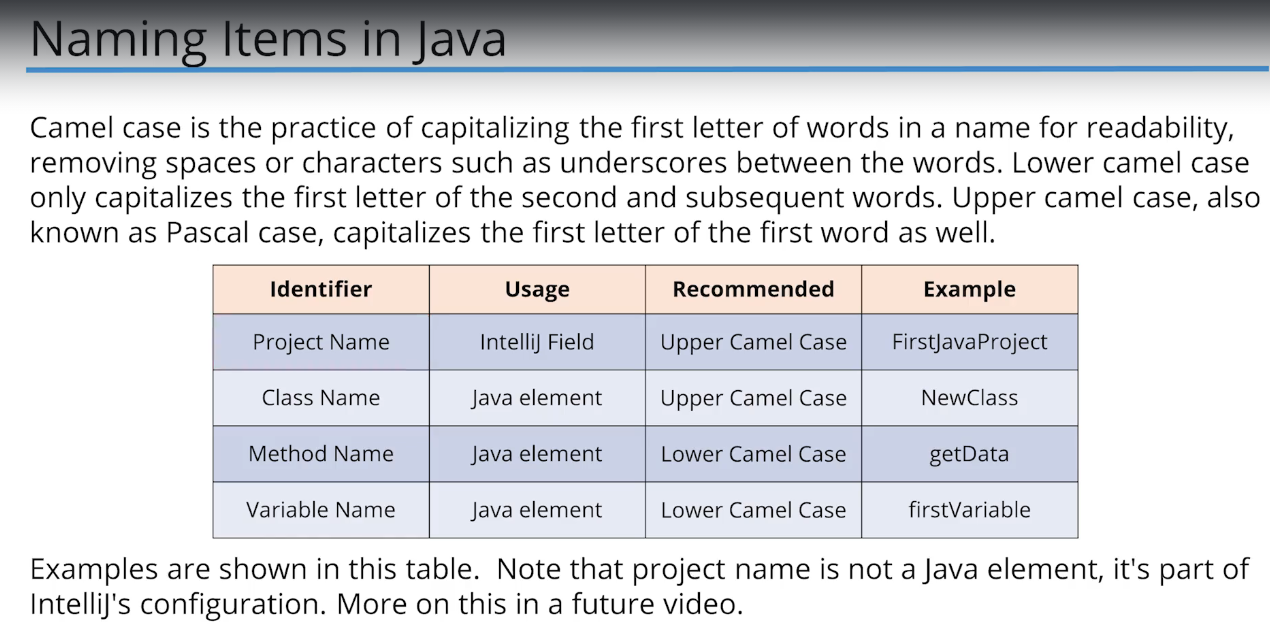 Naming Items in Java
Camel case is the practice of capitalizing the first letter of words in a name for readability,
removing spaces or characters such as underscores between the words. Lower camel case
only capitalizes the first letter of the second and subsequent words. Upper camel case, also
known as Pascal case, capitalizes the first letter of the first word as well.
Identifier Usage Recommended Example
Project Name IntelliJ Field Upper Camel Case FirstJavaProject
Class Name Java element Upper Camel Case NewClass
Method Name Java element Lower Camel Case getData
Variable Name Java element Lower Camel Case firstVariable
Examples are shown in this table.  Note that project name is not a Java element, it's part of
IntelliJ's configuration. More on this in a future video.